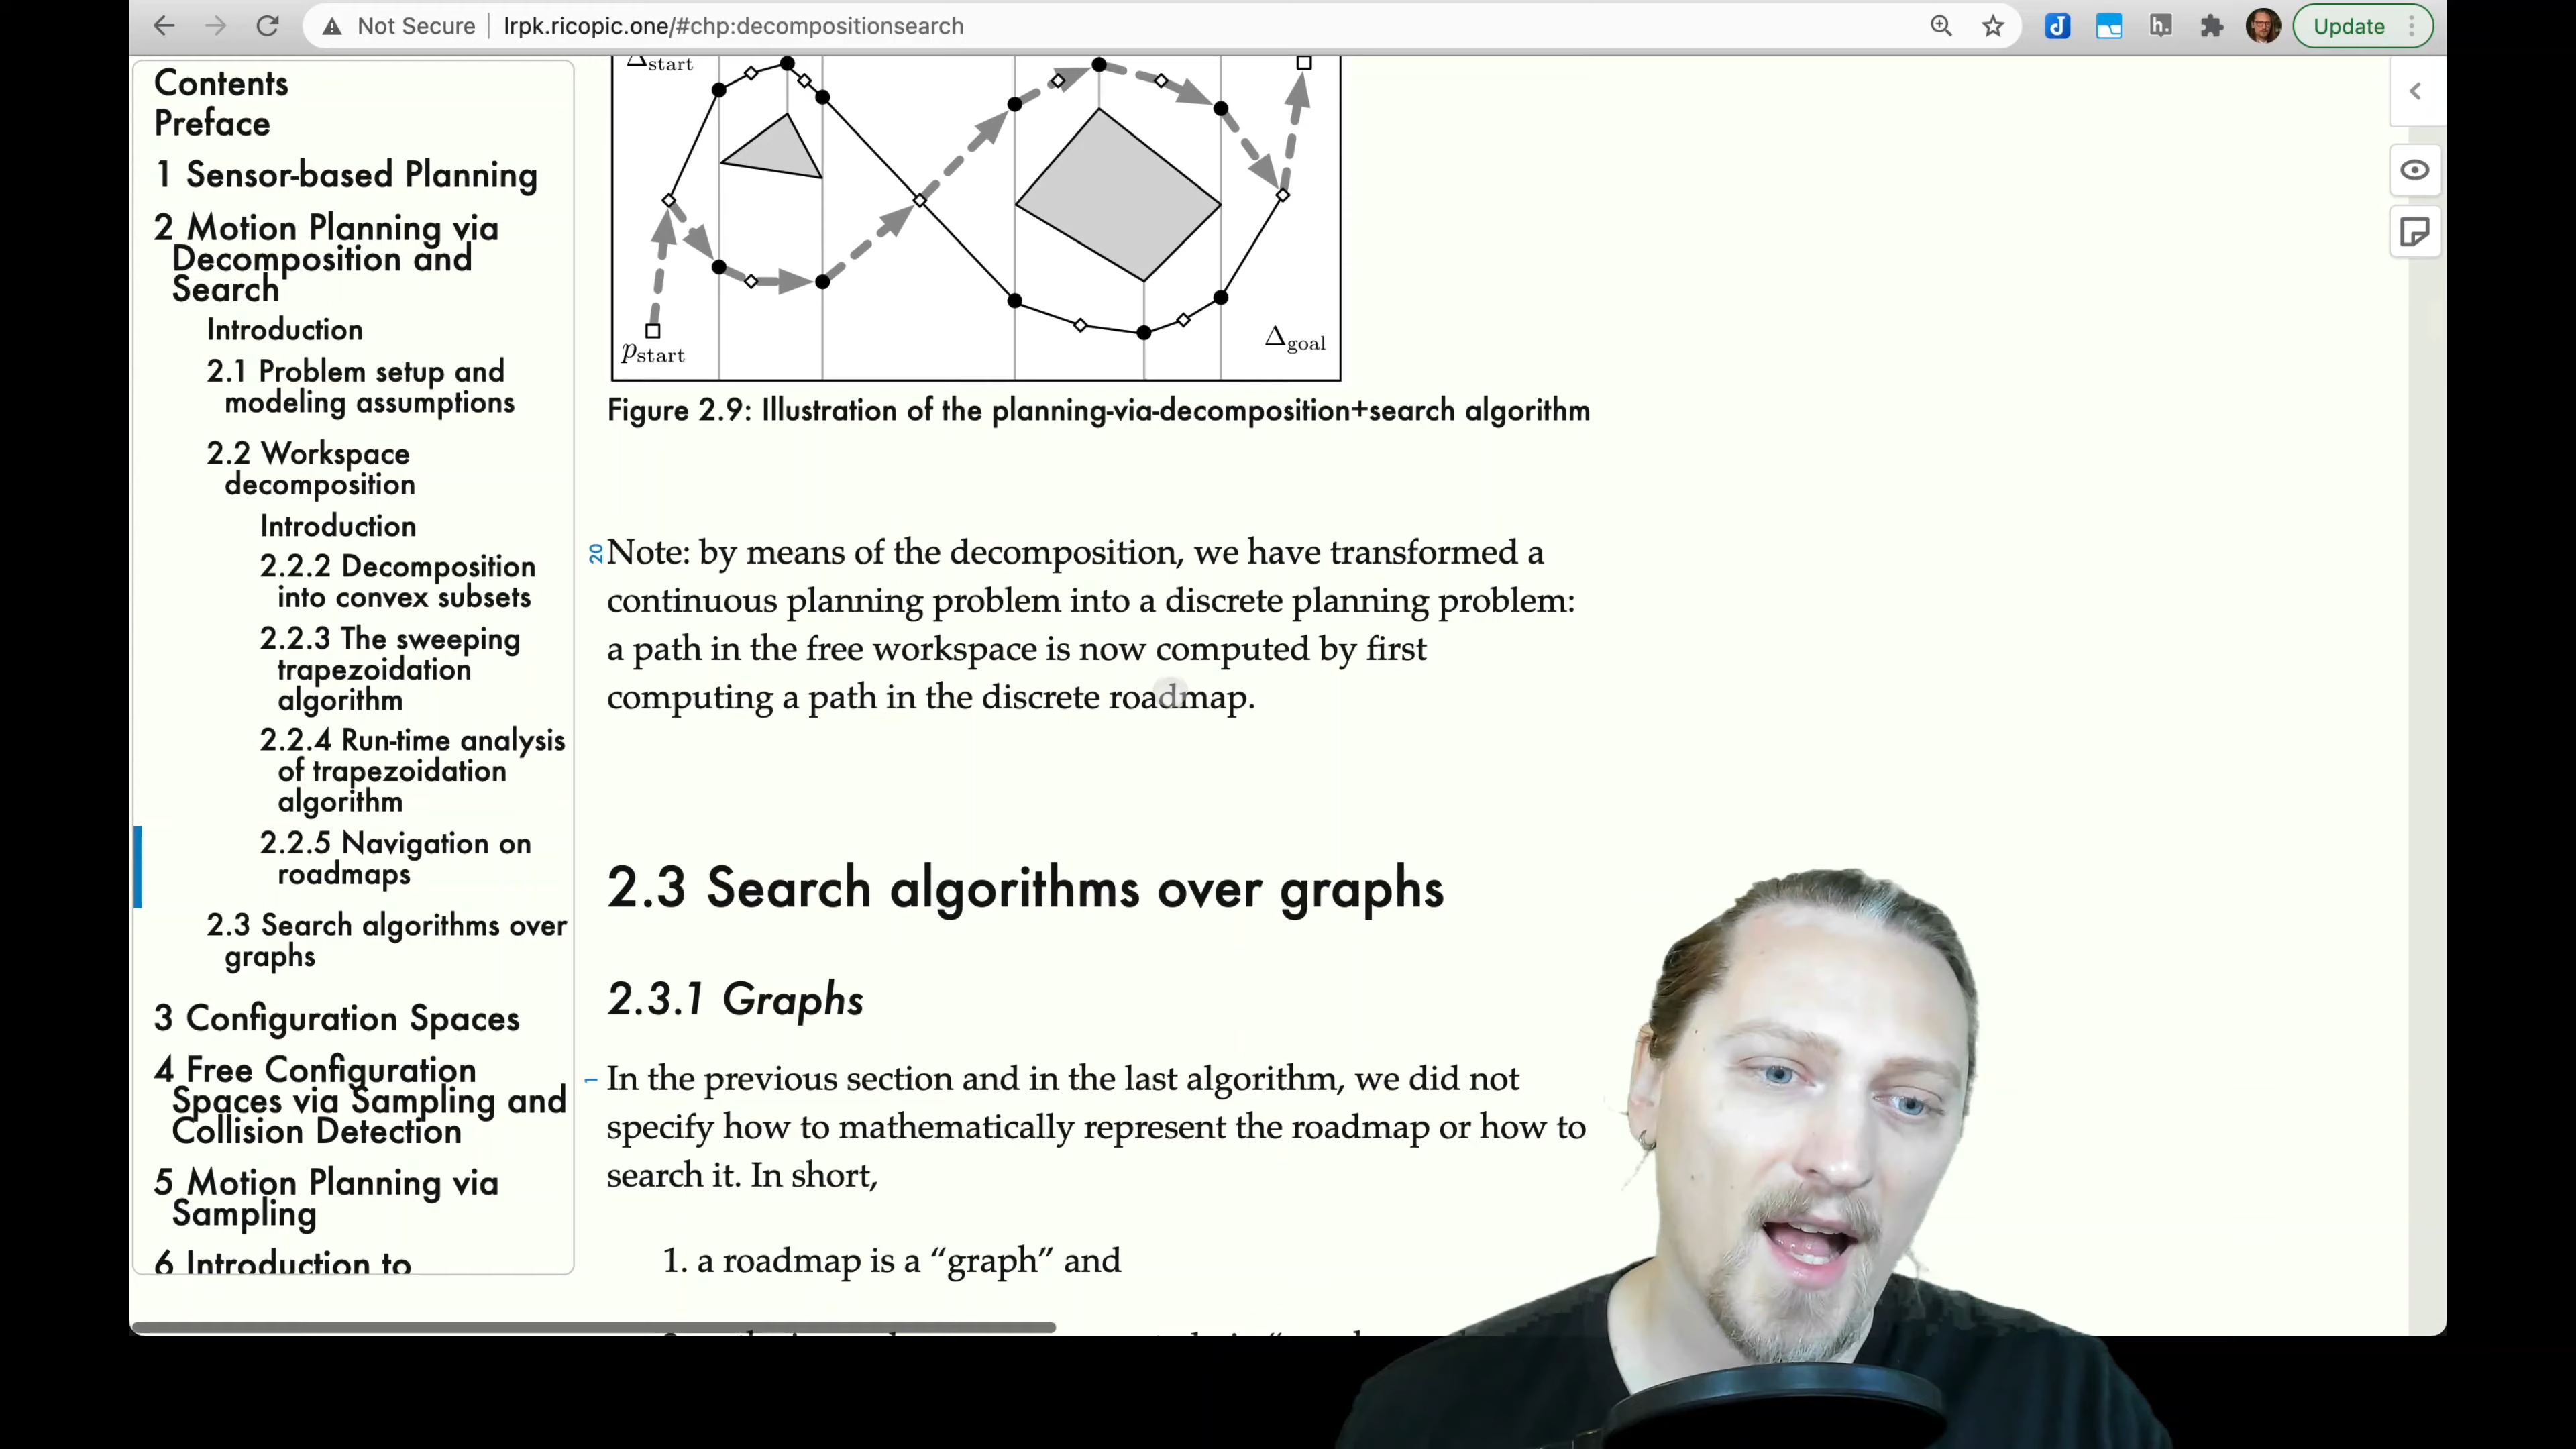 Not Secure
lrpk.ricopic.one/#chp:decompositionsearch
Update
Contents
Preface
1 Sensor-based Planning
2 Motion Planning via
Decomposition and
Search
Introduction
2.1 Problem setup and
modeling assumptions
2.2 Workspace
decomposition
Introduction
2.2.2 Decomposition
into convex subsets
2.2.3 The sweeping
trapezoidation
algorithm
2.2.4 Run-time analysis
of trapezoidation
algorithm
2.2.5 Navigation on
roadmaps
2.3 Search algorithms over
graphs
3 Configuration Spaces
4 Free Configuration
Spaces via Sampling and
Collision Detection
5 Motion Planning via
Sampling
6 Introduction to
Δstart
pstart
Δgoal
Figure 2.9: Illustration of the planning-via-decomposition+search algorithm
20
Note: by means of the decomposition, we have transformed a
continuous planning problem into a discrete planning problem:
a path in the free workspace is now computed by first
computing a path in the discrete roadmap.
2.3 Search algorithms over graphs
2.3.1 Graphs
1
In the previous section and in the last algorithm, we did not
specify how to mathematically represent the roadmap or how to
search it. In short,
1. a roadmap is a “graph” and